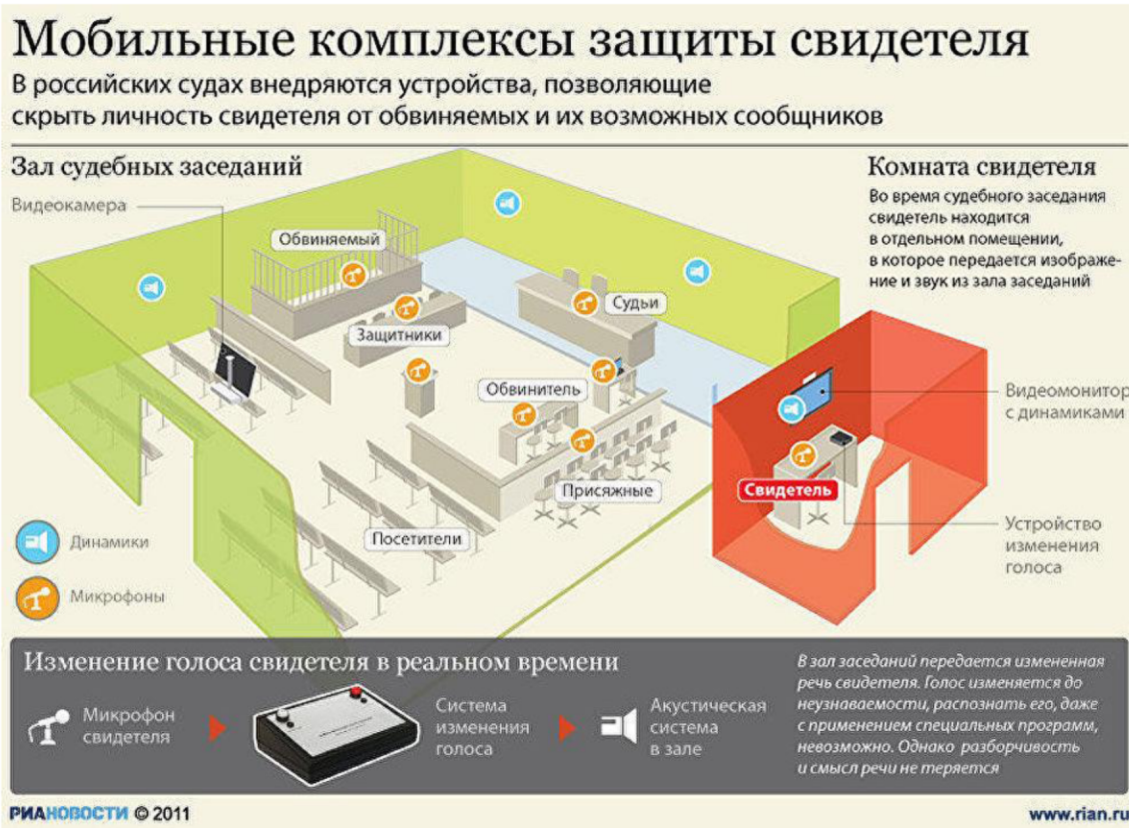 Мобильные комплексы защиты свидетеля
В российских судах внедряются устройства, позволяющие
скрыть личность свидетеля от обвиняемых и их возможных сообщников
Зал судебных заседаний
Видеокамера
Обвиняемый
Защитники
Судьи
Обвинитель
Присяжные
Посетители
Динамики
Микрофоны
Комната свидетеля
Во время судебного заседания
свидетель находится
в отдельном помещении,
в которое передается изображе-
ние и звук из зала заседаний
Видеомонитор
с динамиками
Свидетель
Устройство
изменения
голоса
Изменение голоса свидетеля в реальном времени
Микрофон
свидетеля
Система
изменения
голоса
Акустическая
система
в зале
В зал заседаний передается измененная
речь свидетеля. Голос изменяется до
неузнаваемости, распознать его, даже
с применением специальных программ,
невозможно. Однако разборчивость
и смысл речи не теряется
РИАНОВОСТИ © 2011
www.rian.ru